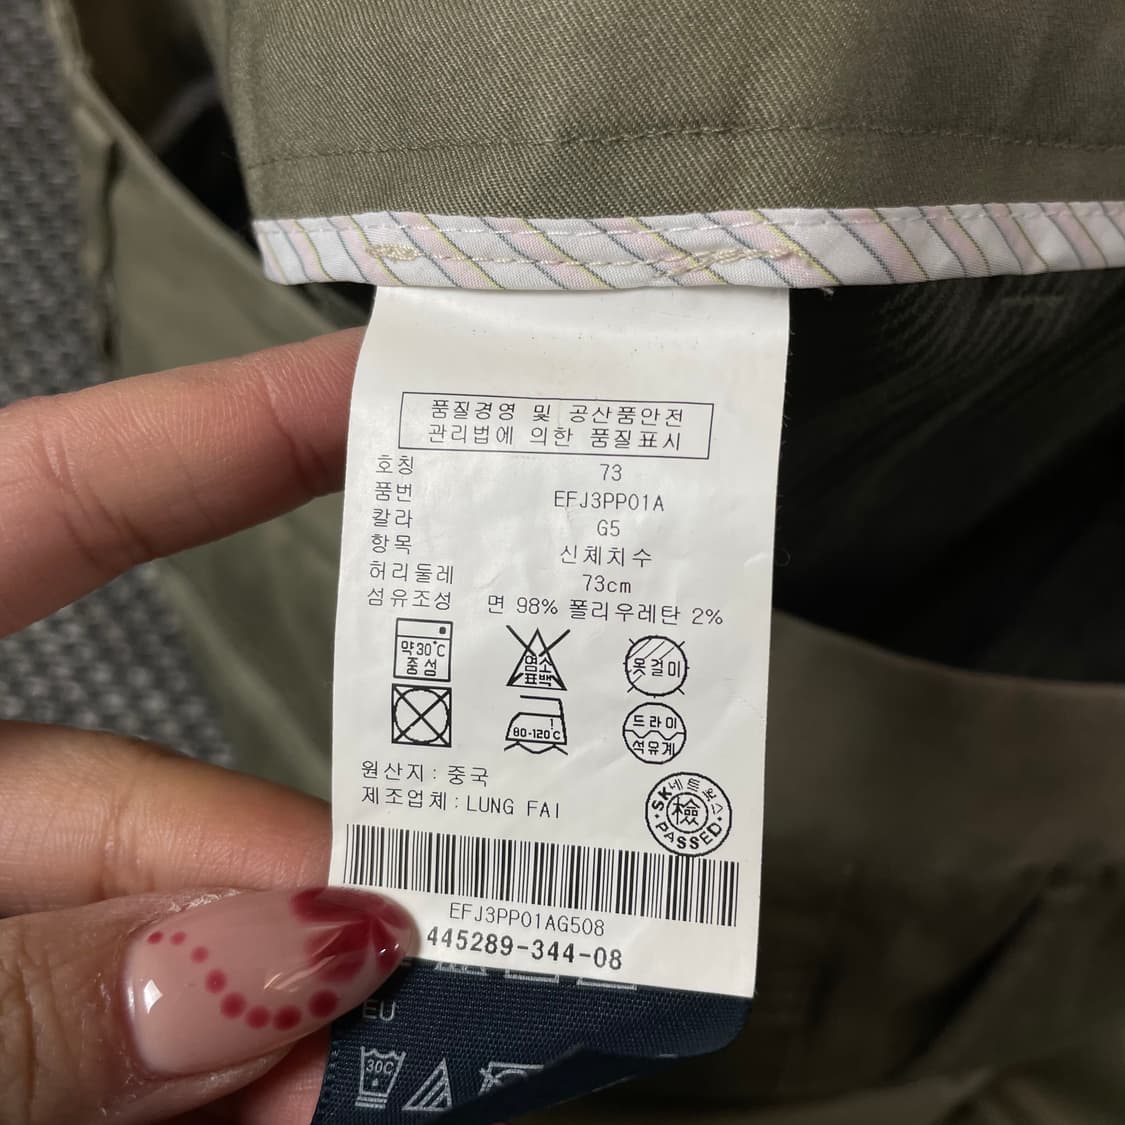 품질경영 및 공산품안전
관리법에 의한 품질표시
호칭 73
품번 EFJ3PP01A
칼라 G5
항목 신체치수
허리둘레 73cm
섬유조성 면 98% 폴리우레탄 2%
약30℃
중성
염소
표백
옷걸이
80-120℃
드라이
석유계
원산지: 중국
제조업체: LUNG FAI
SK네트웍스
檢
PASSED
EFJ3PP01AG508
445289-344-08
EU
30C